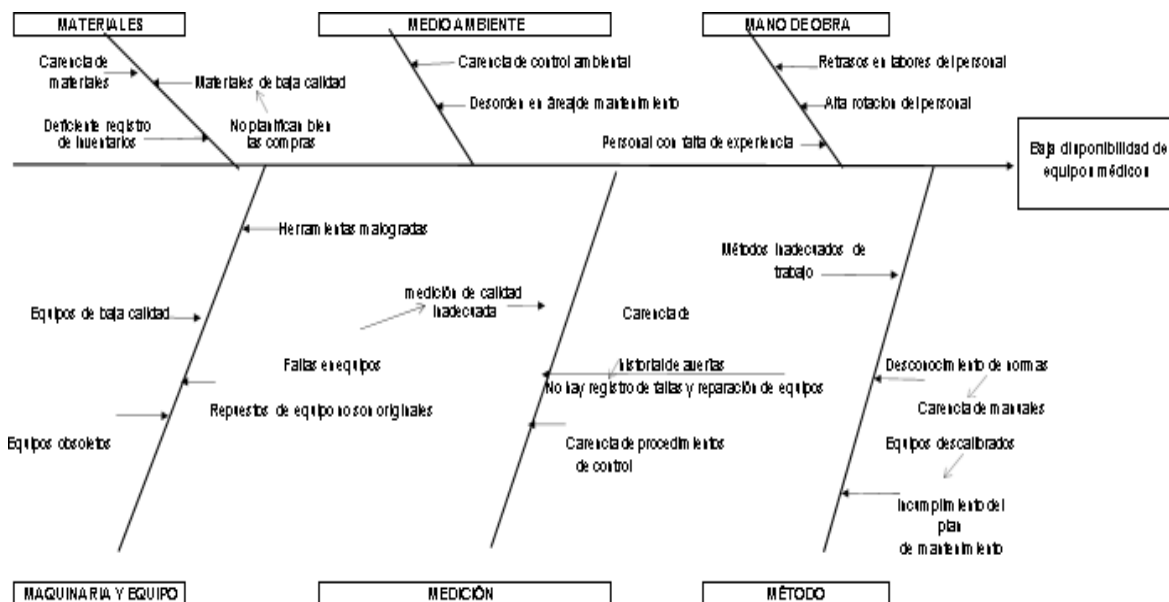 MATERIALES
MEDIO AMBIENTE
MANO DE OBRA
Carencia de
materiales
Materiales de baja calidad
Deficiente registro
de inventarios
No planifican bien
las compras
Carencia de control ambiental
Desorden en área de mantenimiento
Retrasos en labores del personal
Alta rotación del personal
Personal con falta de experiencia
Baja disponibilidad de
equipos médicos
Herramientas malogradas
Equipos de baja calidad
Repuestos de equipo no son originales
Equipos obsoletos
medición de calidad
inadecuada
Fallas en equipos
Carencia de
historial de averías
No hay registro de fallas y reparación de equipos
Carencia de procedimientos
de control
Métodos inadecuados de
trabajo
Desconocimiento de normas
Carencia de manuales
Equipos descalibrados
Incumplimiento del
plan
de mantenimiento
MAQUINARIA Y EQUIPO
MEDICIÓN
MÉTODO